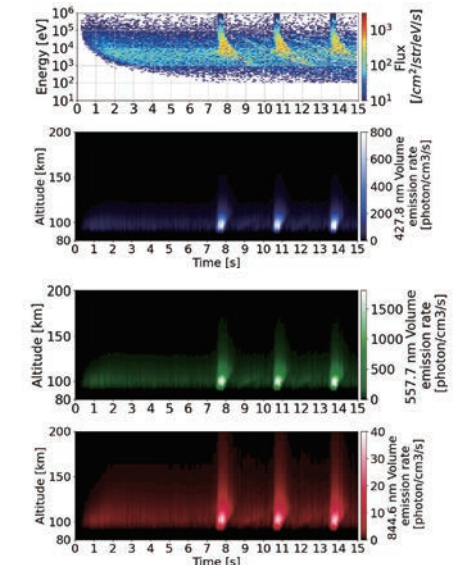 10⁶
10⁵
10⁴
10³
10²
10¹
Energy [eV]
0 1 2 3 4 5 6 7 8 9 10 11 12 13 14 15
10³
10²
10¹
Flux
[/cm²/str/eV/s]
200
150
100
80
Altitude [km]
0 1 2 3 4 5 6 7 8 9 10 11 12 13 14 15
Time [s]
800
600
400
200
0
427.8 nm Volume
emission rate
[photon/cm3/s]
200
150
100
80
Altitude [km]
0 1 2 3 4 5 6 7 8 9 10 11 12 13 14 15
1500
1000
500
0
557.7 nm Volume
emission rate
[photon/cm3/s]
200
150
100
80
Altitude [km]
0 1 2 3 4 5 6 7 8 9 10 11 12 13 14 15
Time [s]
40
30
20
10
0
844.6 nm Volume
emission rate
[photon/cm3/s]